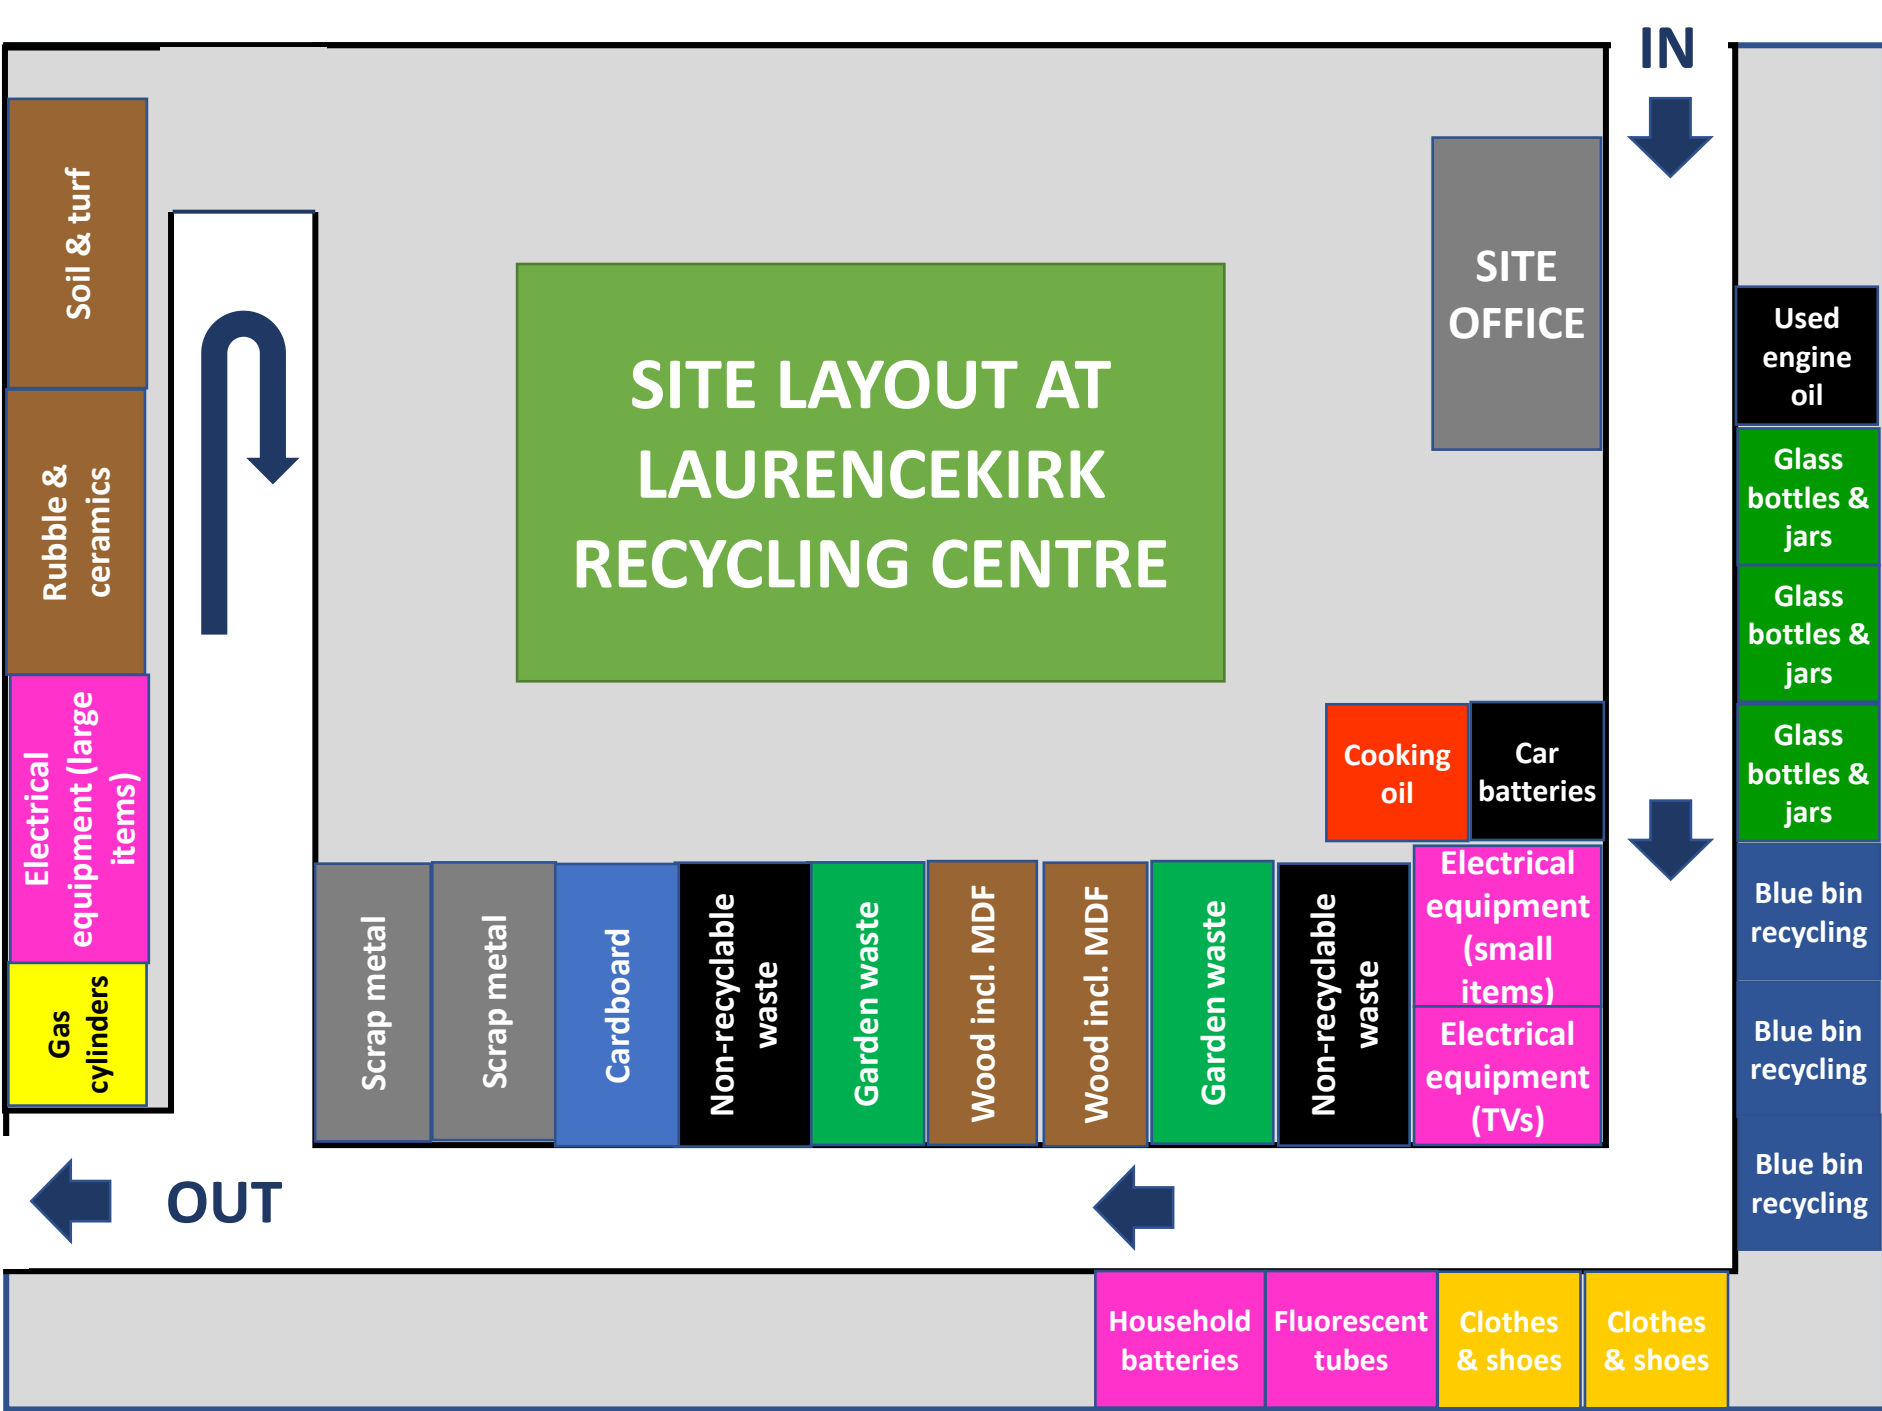 IN
SITE
OFFICE
SITE LAYOUT AT
LAURENCEKIRK
RECYCLING CENTRE
Soil & turf
Rubble &
ceramics
Electrical
equipment (large
items)
Gas
cylinders
Used
engine
oil
Glass
bottles &
jars
Glass
bottles &
jars
Glass
bottles &
jars
Blue bin
recycling
Blue bin
recycling
Blue bin
recycling
Cooking
oil
Car
batteries
Scrap metal
Scrap metal
Cardboard
Non-recyclable
waste
Garden waste
Wood incl. MDF
Wood incl. MDF
Garden waste
Non-recyclable
waste
Electrical
equipment
(small
items)
Electrical
equipment
(TVs)
OUT
Household
batteries
Fluorescent
tubes
Clothes
& shoes
Clothes
& shoes